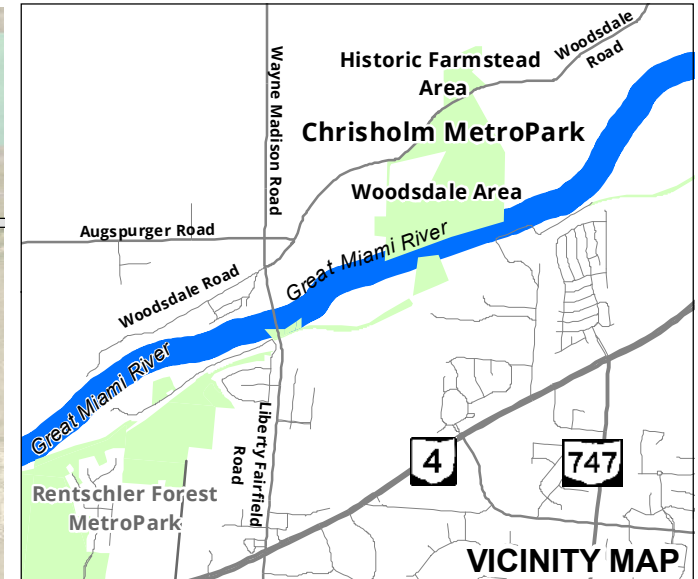 Woodsdale
Road
Historic Farmstead
Area
Wayne Madison Road
Chrisholm MetroPark
Woodsdale Area
Augspurger Road
Great Miami River
Woodsdale Road
Great Miami River
Liberty Fairfield
Road
4
747
Rentschler Forest
MetroPark
VICINITY MAP